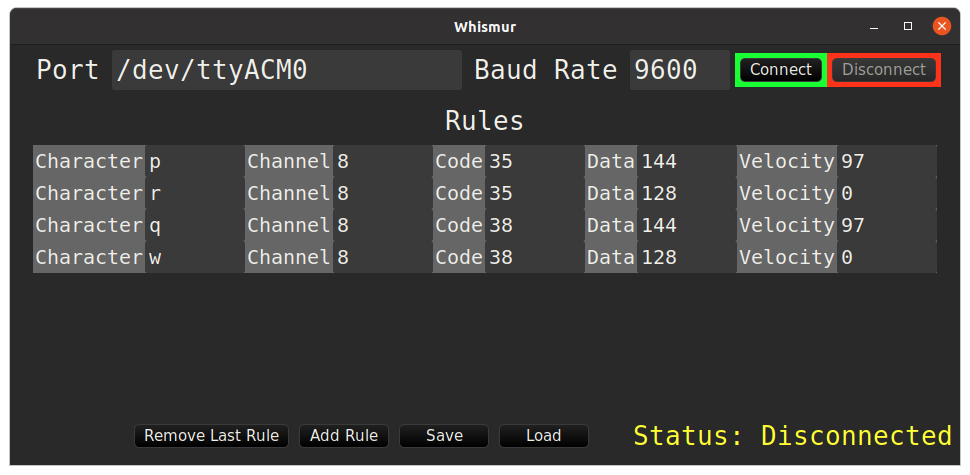 Whismur
Port /dev/ttyACM0 Baud Rate 9600 Connect Disconnect
Rules
Character p Channel 8 Code 35 Data 144 Velocity 97
Character r Channel 8 Code 35 Data 128 Velocity 0
Character q Channel 8 Code 38 Data 144 Velocity 97
Character w Channel 8 Code 38 Data 128 Velocity 0
Remove Last Rule Add Rule Save Load Status: Disconnected